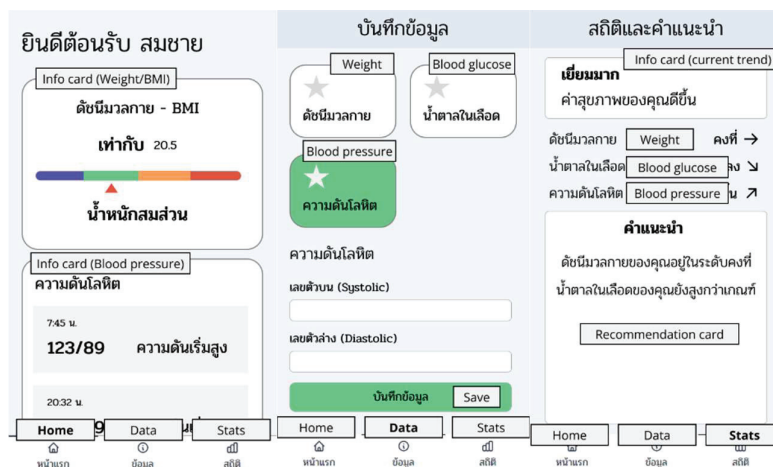 ยินดีต้อนรับ สมชาย
Info card (Weight/BMI)
ดัชนีมวลกาย - BMI
เท่ากับ 20.5
น้ำหนักสมส่วน
Info card (Blood pressure)
ความดันโลหิต
7:45 น.
123/89 ความดันเริ่มสูง
20:32 น.
Home Data Stats
หน้าแรก ข้อมูล สถิติ
บันทึกข้อมูล
Weight
ดัชนีมวลกาย
Blood glucose
น้ำตาลในเลือด
Blood pressure
ความดันโลหิต
ความดันโลหิต
เลขตัวบน (Systolic)
เลขตัวล่าง (Diastolic)
บันทึกข้อมูล Save
Home Data Stats
หน้าแรก ข้อมูล สถิติ
สถิติและคำแนะนำ
Info card (current trend)
เยี่ยมมาก
ค่าสุขภาพของคุณดีขึ้น
ดัชนีมวลกาย Weight คงที่ →
น้ำตาลในเลือด Blood glucose ↘
ความดันโลหิต Blood pressure ↗
คำแนะนำ
ดัชนีมวลกายของคุณอยู่ในระดับคงที่
น้ำตาลในเลือดของคุณยังสูงกว่าเกณฑ์
Recommendation card
Home Data Stats
หน้าแรก ข้อมูล สถิติ